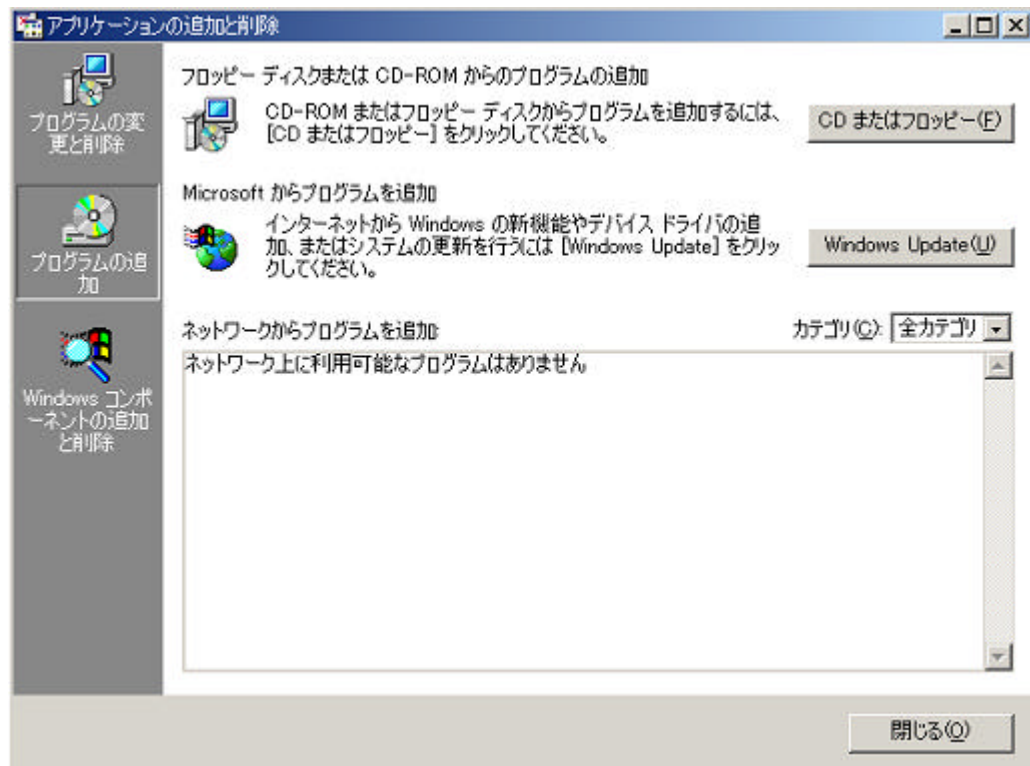 アプリケーションの追加と削除
プログラムの変
更と削除
プログラムの追
加
Windows コンポ
ーネントの追加
と削除
フロッピー ディスクまたは CD-ROM からのプログラムの追加
CD-ROM またはフロッピー ディスクからプログラムを追加するには、
[CD またはフロッピー] をクリックしてください。
CD またはフロッピー(F)
Microsoft からプログラムを追加
インターネットから Windows の新機能やデバイス ドライバの追
加、またはシステムの更新を行うには [Windows Update] をクリッ
クしてください。
Windows Update(U)
ネットワークからプログラムを追加:
カテゴリ(C): 全カテゴリ
ネットワーク上に利用可能なプログラムはありません
閉じる(O)